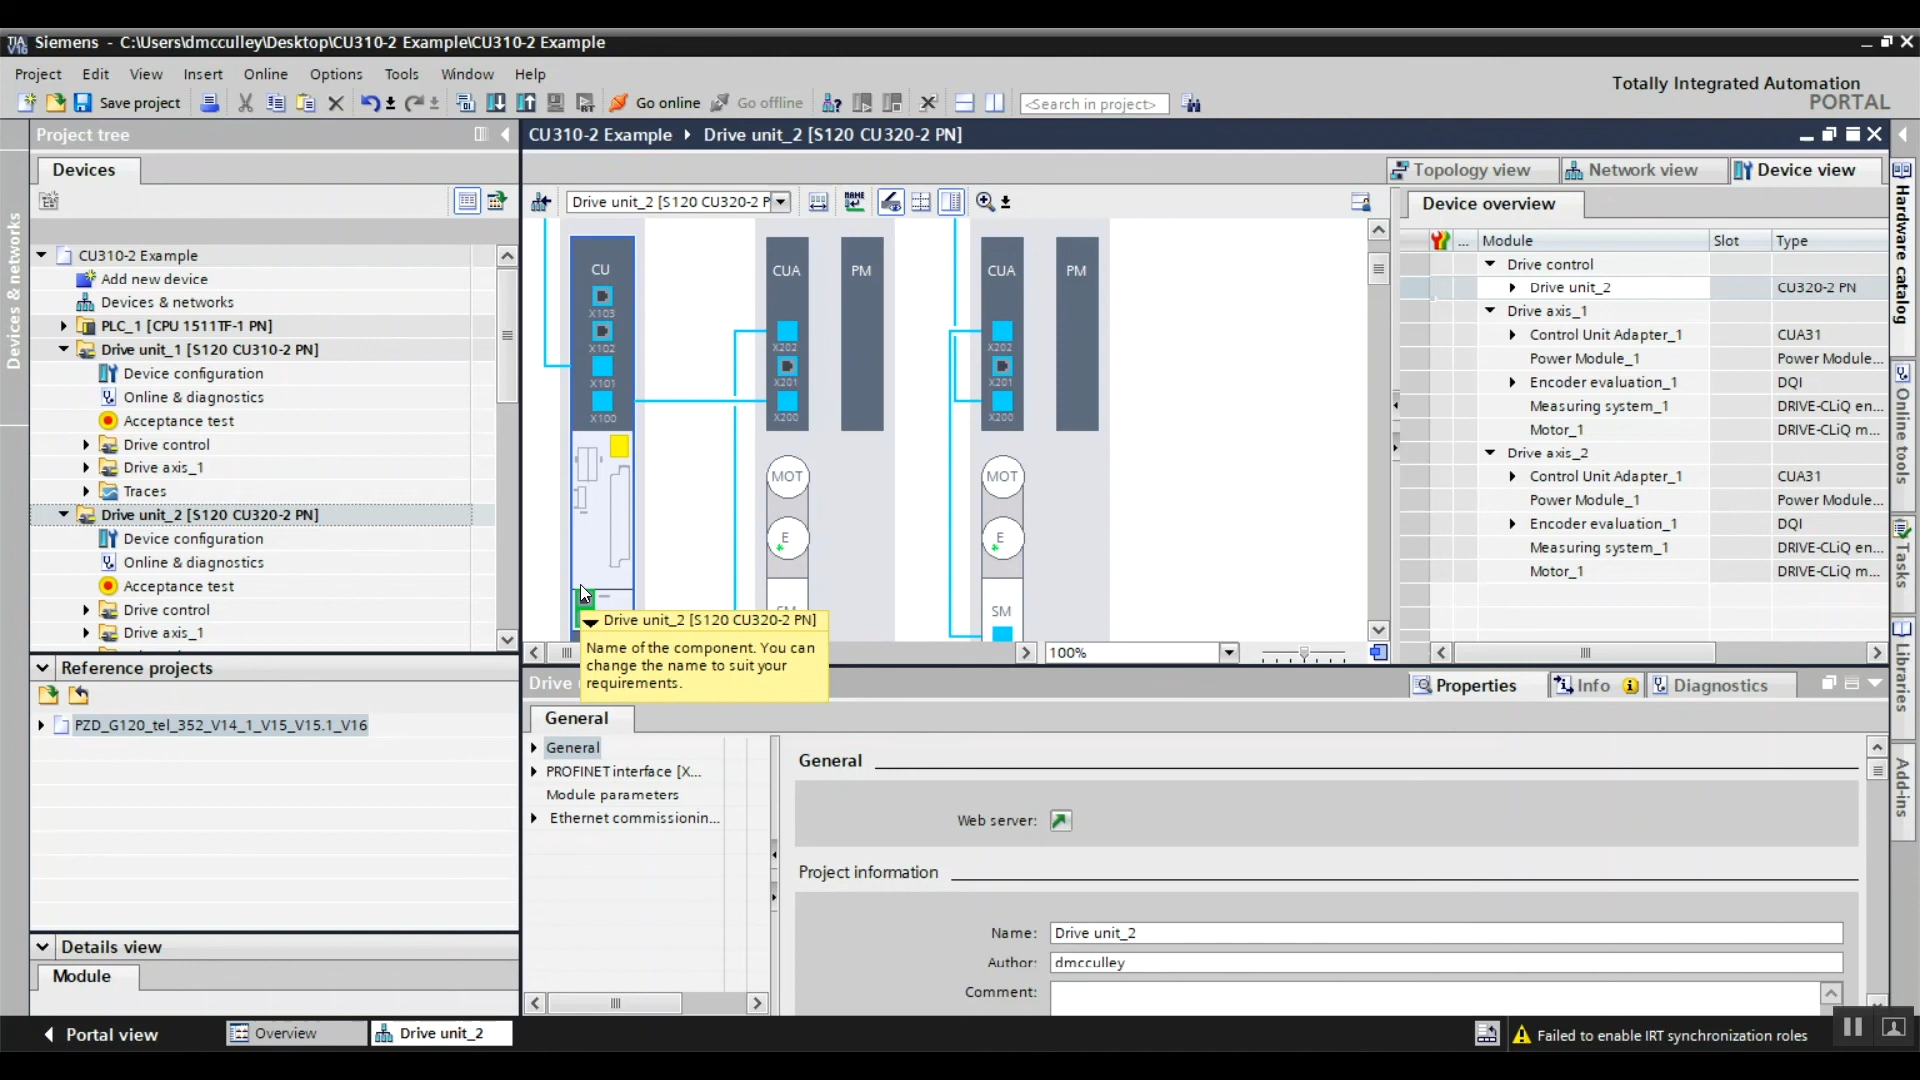 TIA V16 Siemens - C:\Users\dmcculley\Desktop\CU310-2 Example\CU310-2 Example
Project Edit View Insert Online Options Tools Window Help
Totally Integrated Automation
PORTAL
Save project
Go online
Go offline
<Search in project>
Project tree
CU310-2 Example
Drive unit_2 [S120 CU320-2 PN]
Devices
Topology view
Network view
Device view
Drive unit_2 [S120 CU320-2 P
NAME
Device overview
Devices & networks
CU310-2 Example
Add new device
Devices & networks
PLC_1 [CPU 1511TF-1 PN]
Drive unit_1 [S120 CU310-2 PN]
Device configuration
Online & diagnostics
Acceptance test
Drive control
Drive axis_1
Traces
Drive unit_2 [S120 CU320-2 PN]
Device configuration
Online & diagnostics
Acceptance test
Drive control
Drive axis_1
CU
X103
X102
X101
X100
CUA
X202
X201
X200
PM
MOT
E
SM
CUA
X202
X201
X200
PM
MOT
E
SM
Drive unit_2 [S120 CU320-2 PN]
Name of the component. You can
change the name to suit your
requirements.
100%
... Module Slot Type
Drive control
Drive unit_2 CU320-2 PN
Drive axis_1
Control Unit Adapter_1 CUA31
Power Module_1 Power Module...
Encoder evaluation_1 DQI
Measuring system_1 DRIVE-CLiQ en...
Motor_1 DRIVE-CLiQ m...
Drive axis_2
Control Unit Adapter_1 CUA31
Power Module_1 Power Module...
Encoder evaluation_1 DQI
Measuring system_1 DRIVE-CLiQ en...
Motor_1 DRIVE-CLiQ m...
Hardware catalog
Online tools
Tasks
Libraries
Add-ins
Reference projects
PZD_G120_tel_352_V14_1_V15_V15.1_V16
Details view
Module
Drive
Properties
Info
Diagnostics
General
General
PROFINET interface [X...
Module parameters
Ethernet commissionin...
General
Web server:
Project information
Name: Drive unit_2
Author: dmcculley
Comment:
Portal view
Overview
Drive unit_2
Failed to enable IRT synchronization roles